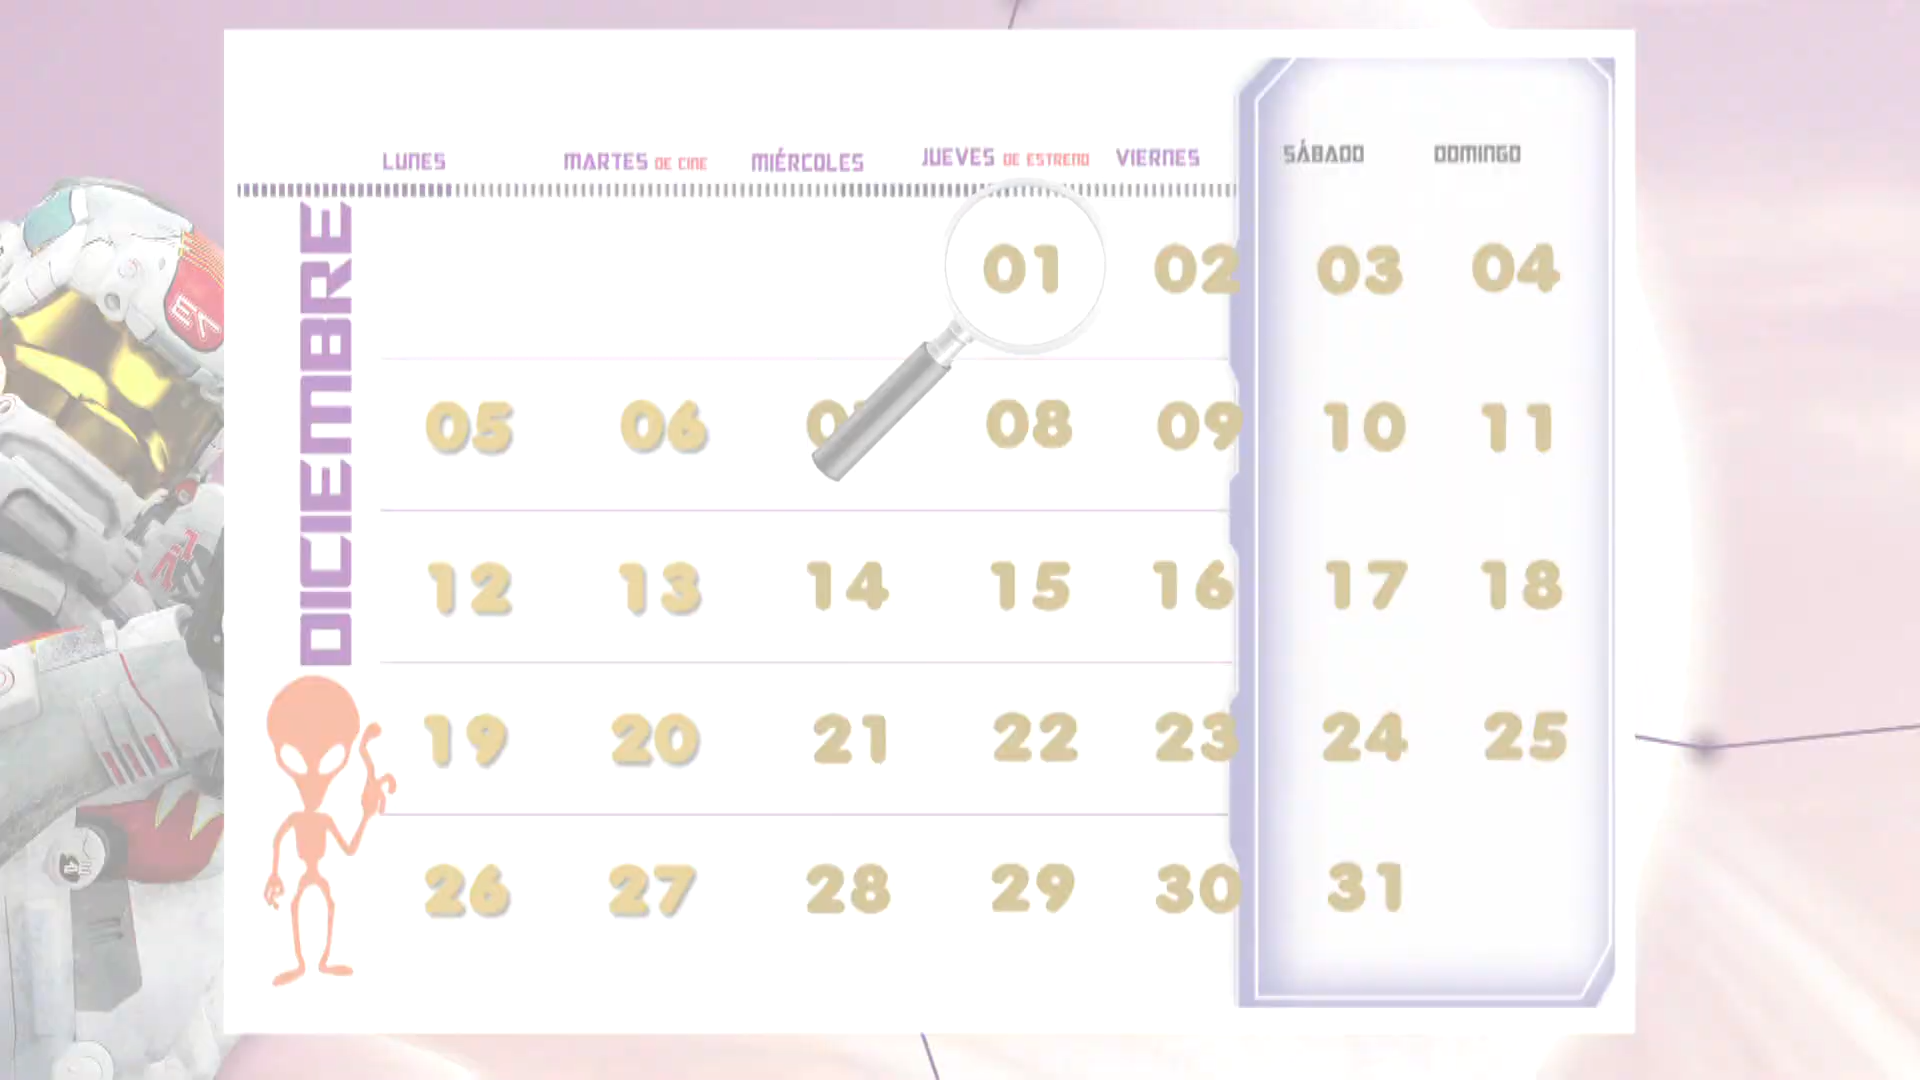 LUNES MARTES DE CINE MIÉRCOLES JUEVES DE ESTRENO VIERNES SÁBADO DOMINGO
DICIEMBRE
01 02 03 04
05 06 08 09 10 11
12 13 14 15 16 17 18
19 20 21 22 23 24 25
26 27 28 29 30 31